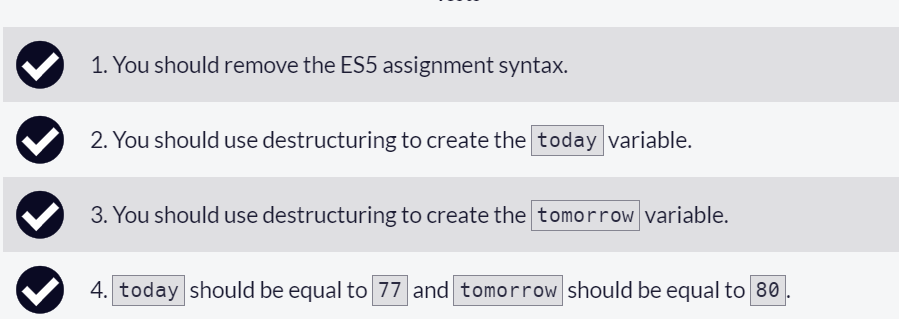 1. You should remove the ES5 assignment syntax.
2. You should use destructuring to create the today variable.
3. You should use destructuring to create the tomorrow variable.
4. today should be equal to 77 and tomorrow should be equal to 80.